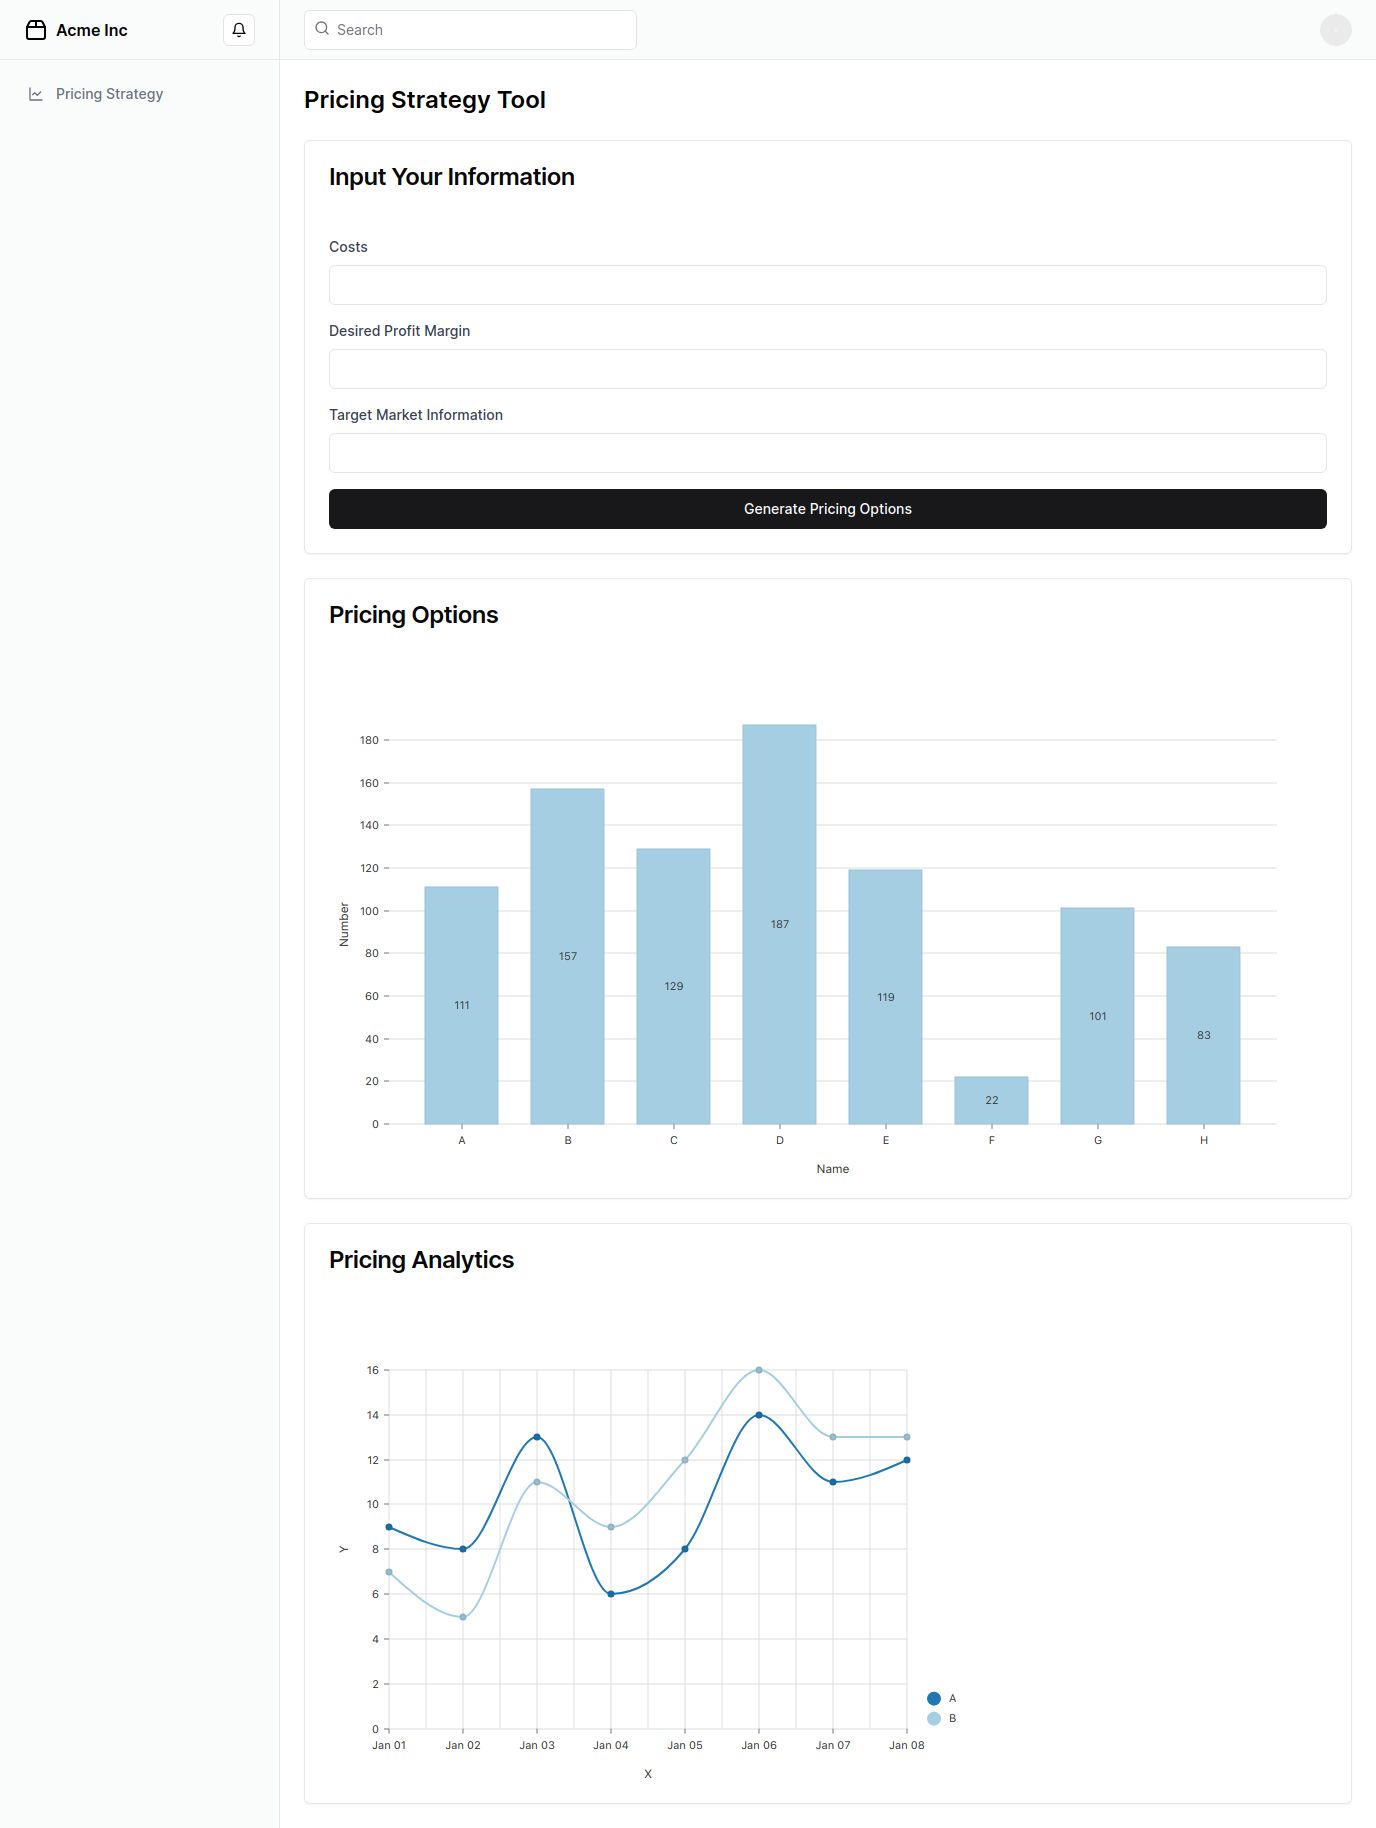 Acme Inc
Search
Pricing Strategy
Pricing Strategy Tool
Input Your Information
Costs
Desired Profit Margin
Target Market Information
Generate Pricing Options
Pricing Options
180
160
140
120
100
80
60
40
20
0
Number
111
157
129
187
119
22
101
83
A B C D E F G H
Name
Pricing Analytics
16
14
12
10
8
6
4
2
0
Y
A
B
Jan 01 Jan 02 Jan 03 Jan 04 Jan 05 Jan 06 Jan 07 Jan 08
X